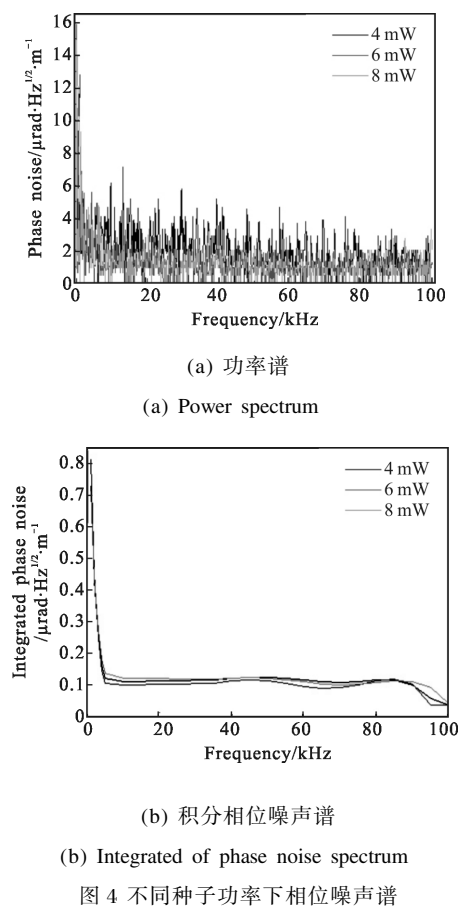 16
14
12
10
8
6
4
2
0
4 mW
6 mW
8 mW
Phase noise/μrad·Hz^1/2·m^-1
0 20 40 60 80 100
Frequency/kHz
(a) 功率谱
(a) Power spectrum
0.8
0.7
0.6
0.5
0.4
0.3
0.2
0.1
0
4 mW
6 mW
8 mW
Integrated phase noise
/μrad·Hz^1/2·m^-1
0 20 40 60 80 100
Frequency/kHz
(b) 积分相位噪声谱
(b) Integrated of phase noise spectrum
图 4 不同种子功率下相位噪声谱